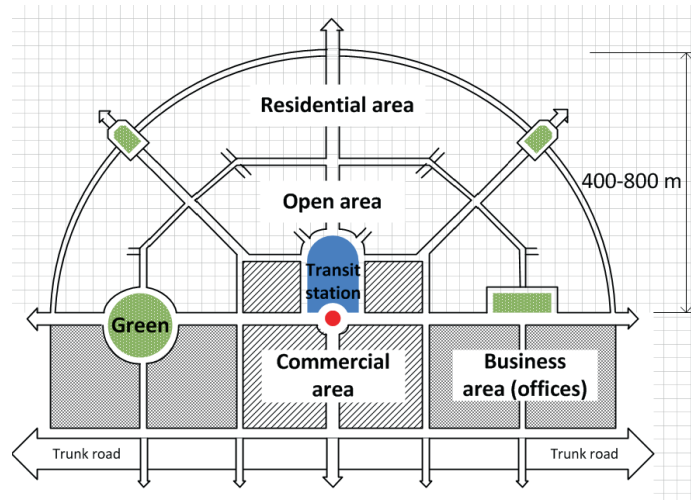 Residential area
400-800 m
Open area
Transit
station
Green
Commercial
area
Business
area (offices)
Trunk road
Trunk road